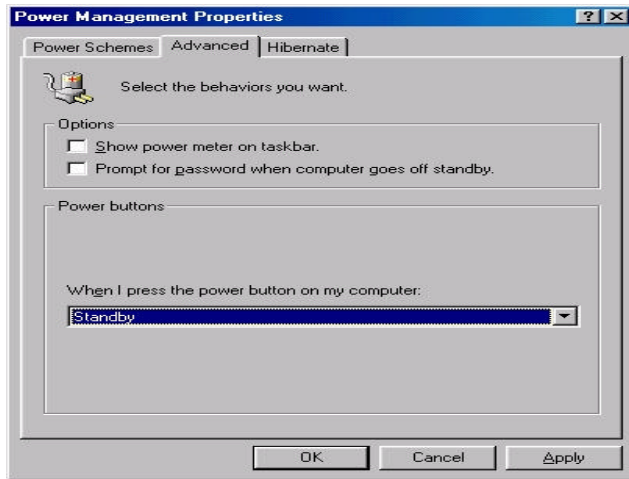 Power Management Properties
Power Schemes
Advanced
Hibernate
Select the behaviors you want.
Options
Show power meter on taskbar.
Prompt for password when computer goes off standby.
Power buttons
When I press the power button on my computer:
Standby
OK
Cancel
Apply